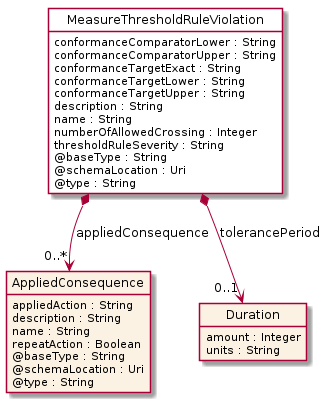 MeasureThresholdRuleViolation
conformanceComparatorLower : String
conformanceComparatorUpper : String
conformanceTargetExact : String
conformanceTargetLower : String
conformanceTargetUpper : String
description : String
name : String
numberOfAllowedCrossing : Integer
thresholdRuleSeverity : String
@baseType : String
@schemaLocation : Uri
@type : String
appliedConsequence
tolerancePeriod
0..*
0..1
AppliedConsequence
appliedAction : String
description : String
name : String
repeatAction : Boolean
@baseType : String
@schemaLocation : Uri
@type : String
Duration
amount : Integer
units : String